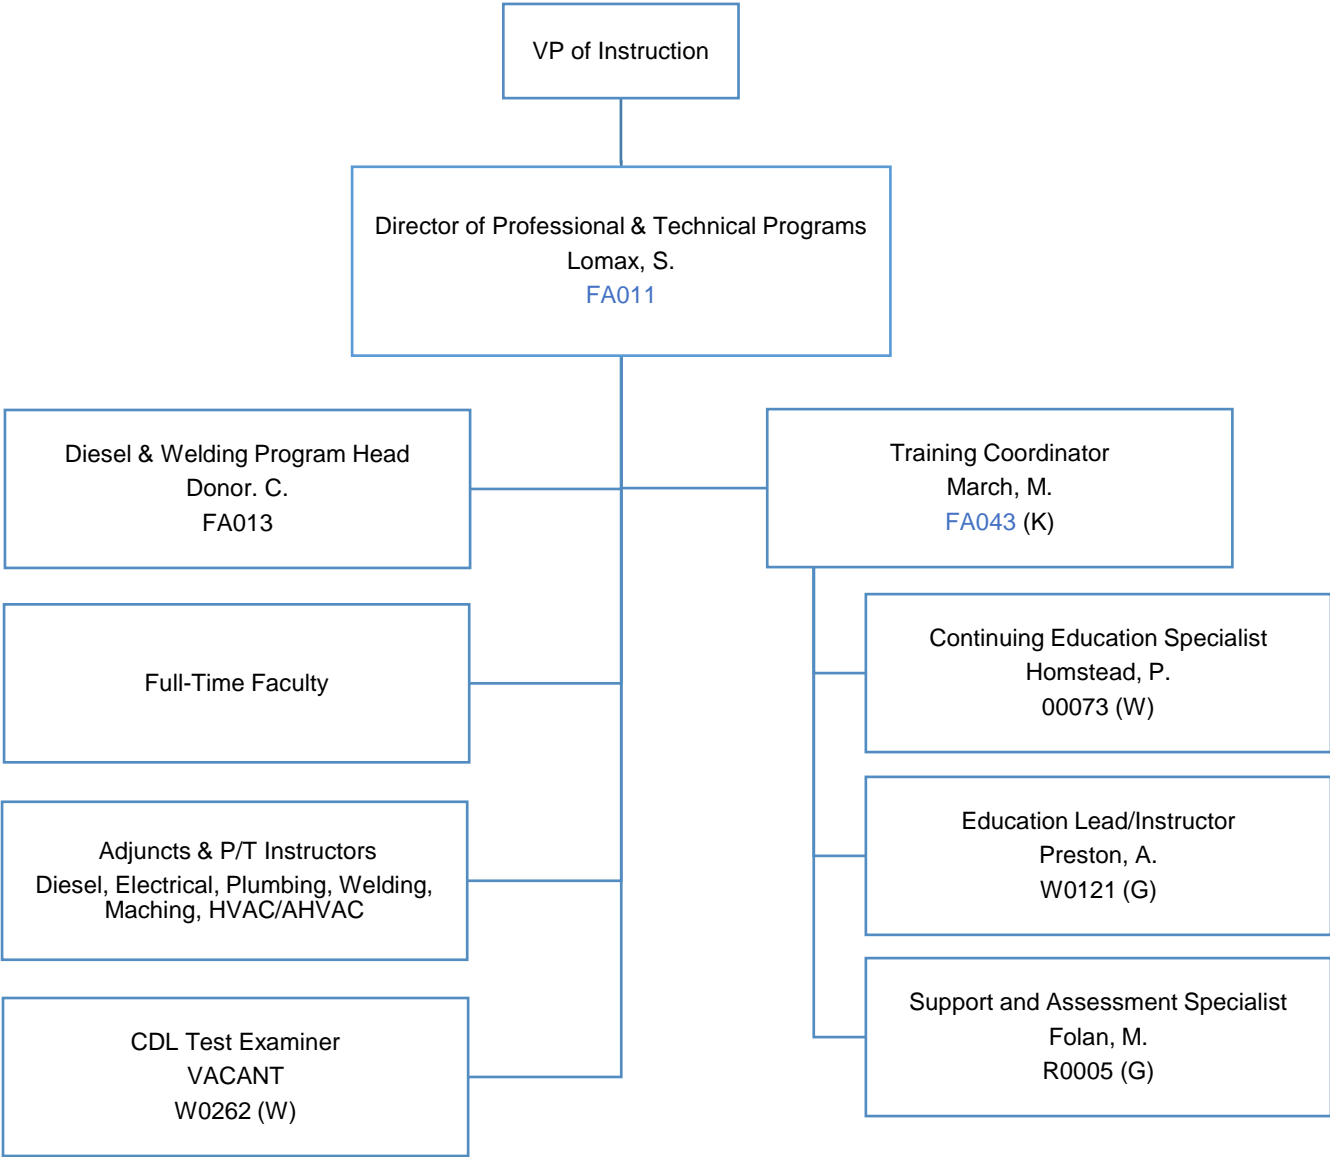 VP of Instruction
Director of Professional & Technical Programs
Lomax, S.
FA011
Diesel & Welding Program Head
Donor. C.
FA013
Training Coordinator
March, M.
FA043 (K)
Full-Time Faculty
Continuing Education Specialist
Homstead, P.
00073 (W)
Adjuncts & P/T Instructors
Diesel, Electrical, Plumbing, Welding,
Maching, HVAC/AHVAC
Education Lead/Instructor
Preston, A.
W0121 (G)
CDL Test Examiner
VACANT
W0262 (W)
Support and Assessment Specialist
Folan, M.
R0005 (G)